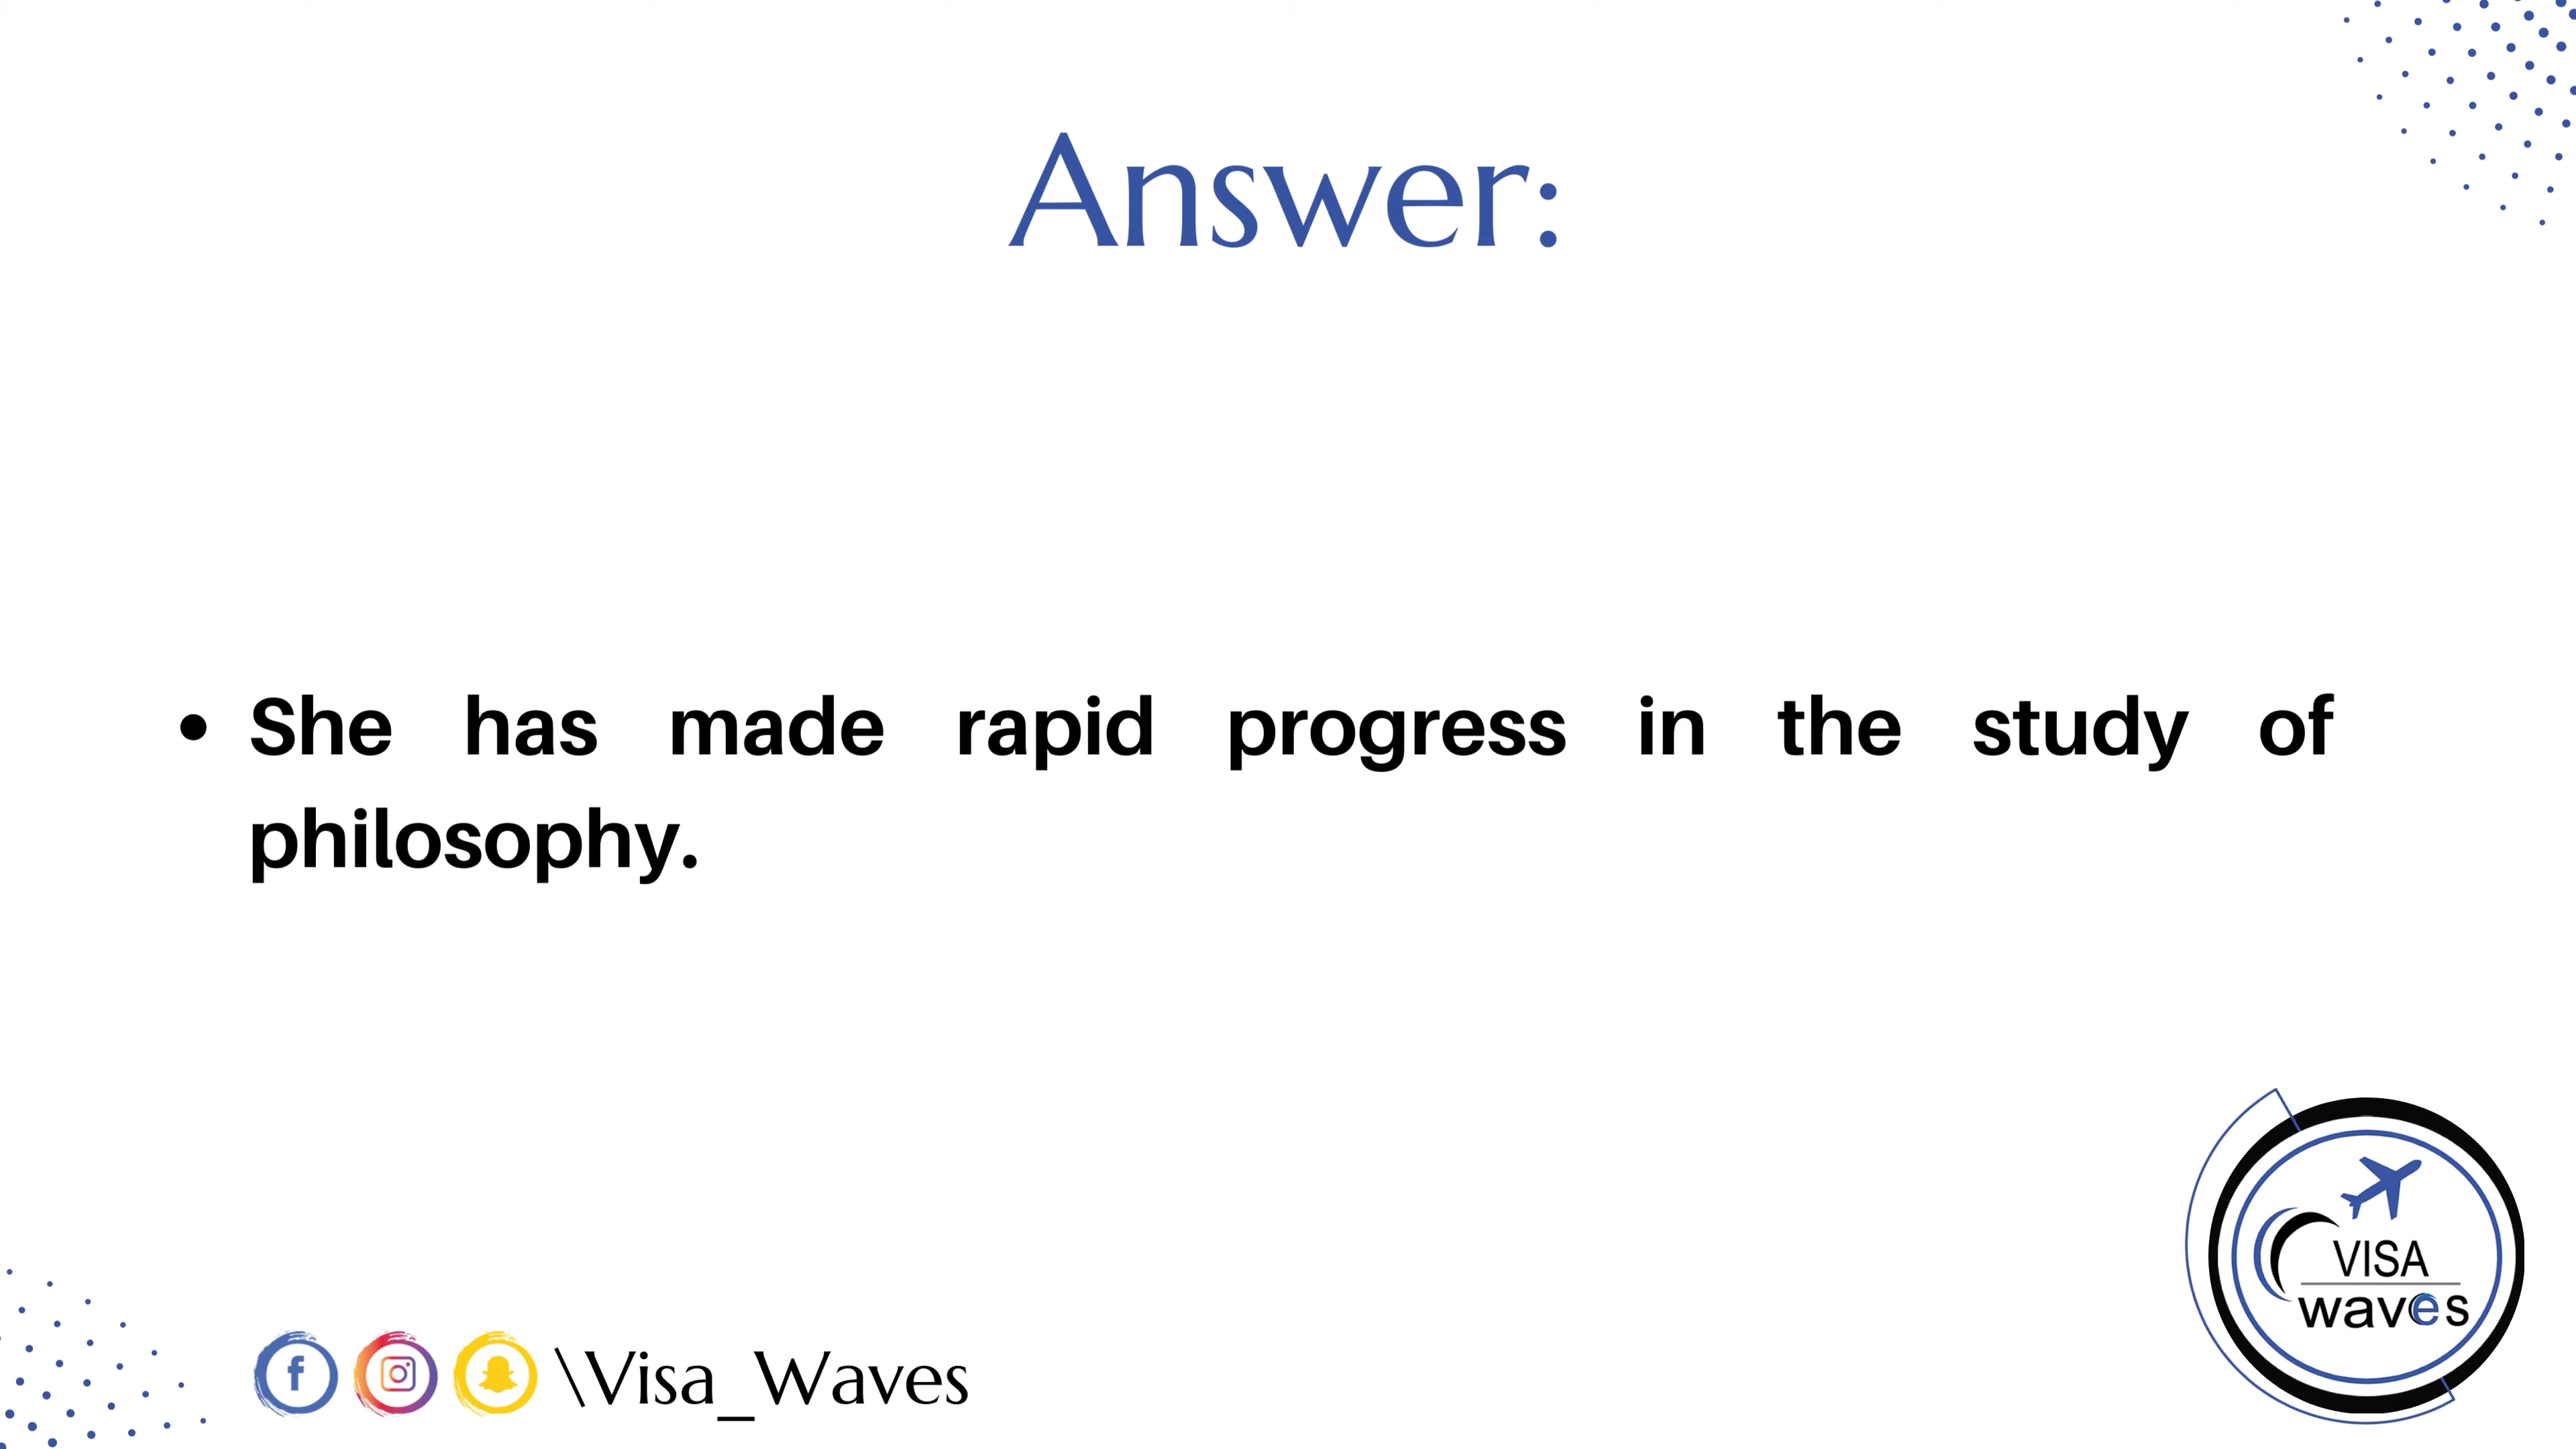 Answer:
• She has made rapid progress in the study of
philosophy.
VISA
waves
\Visa_Waves